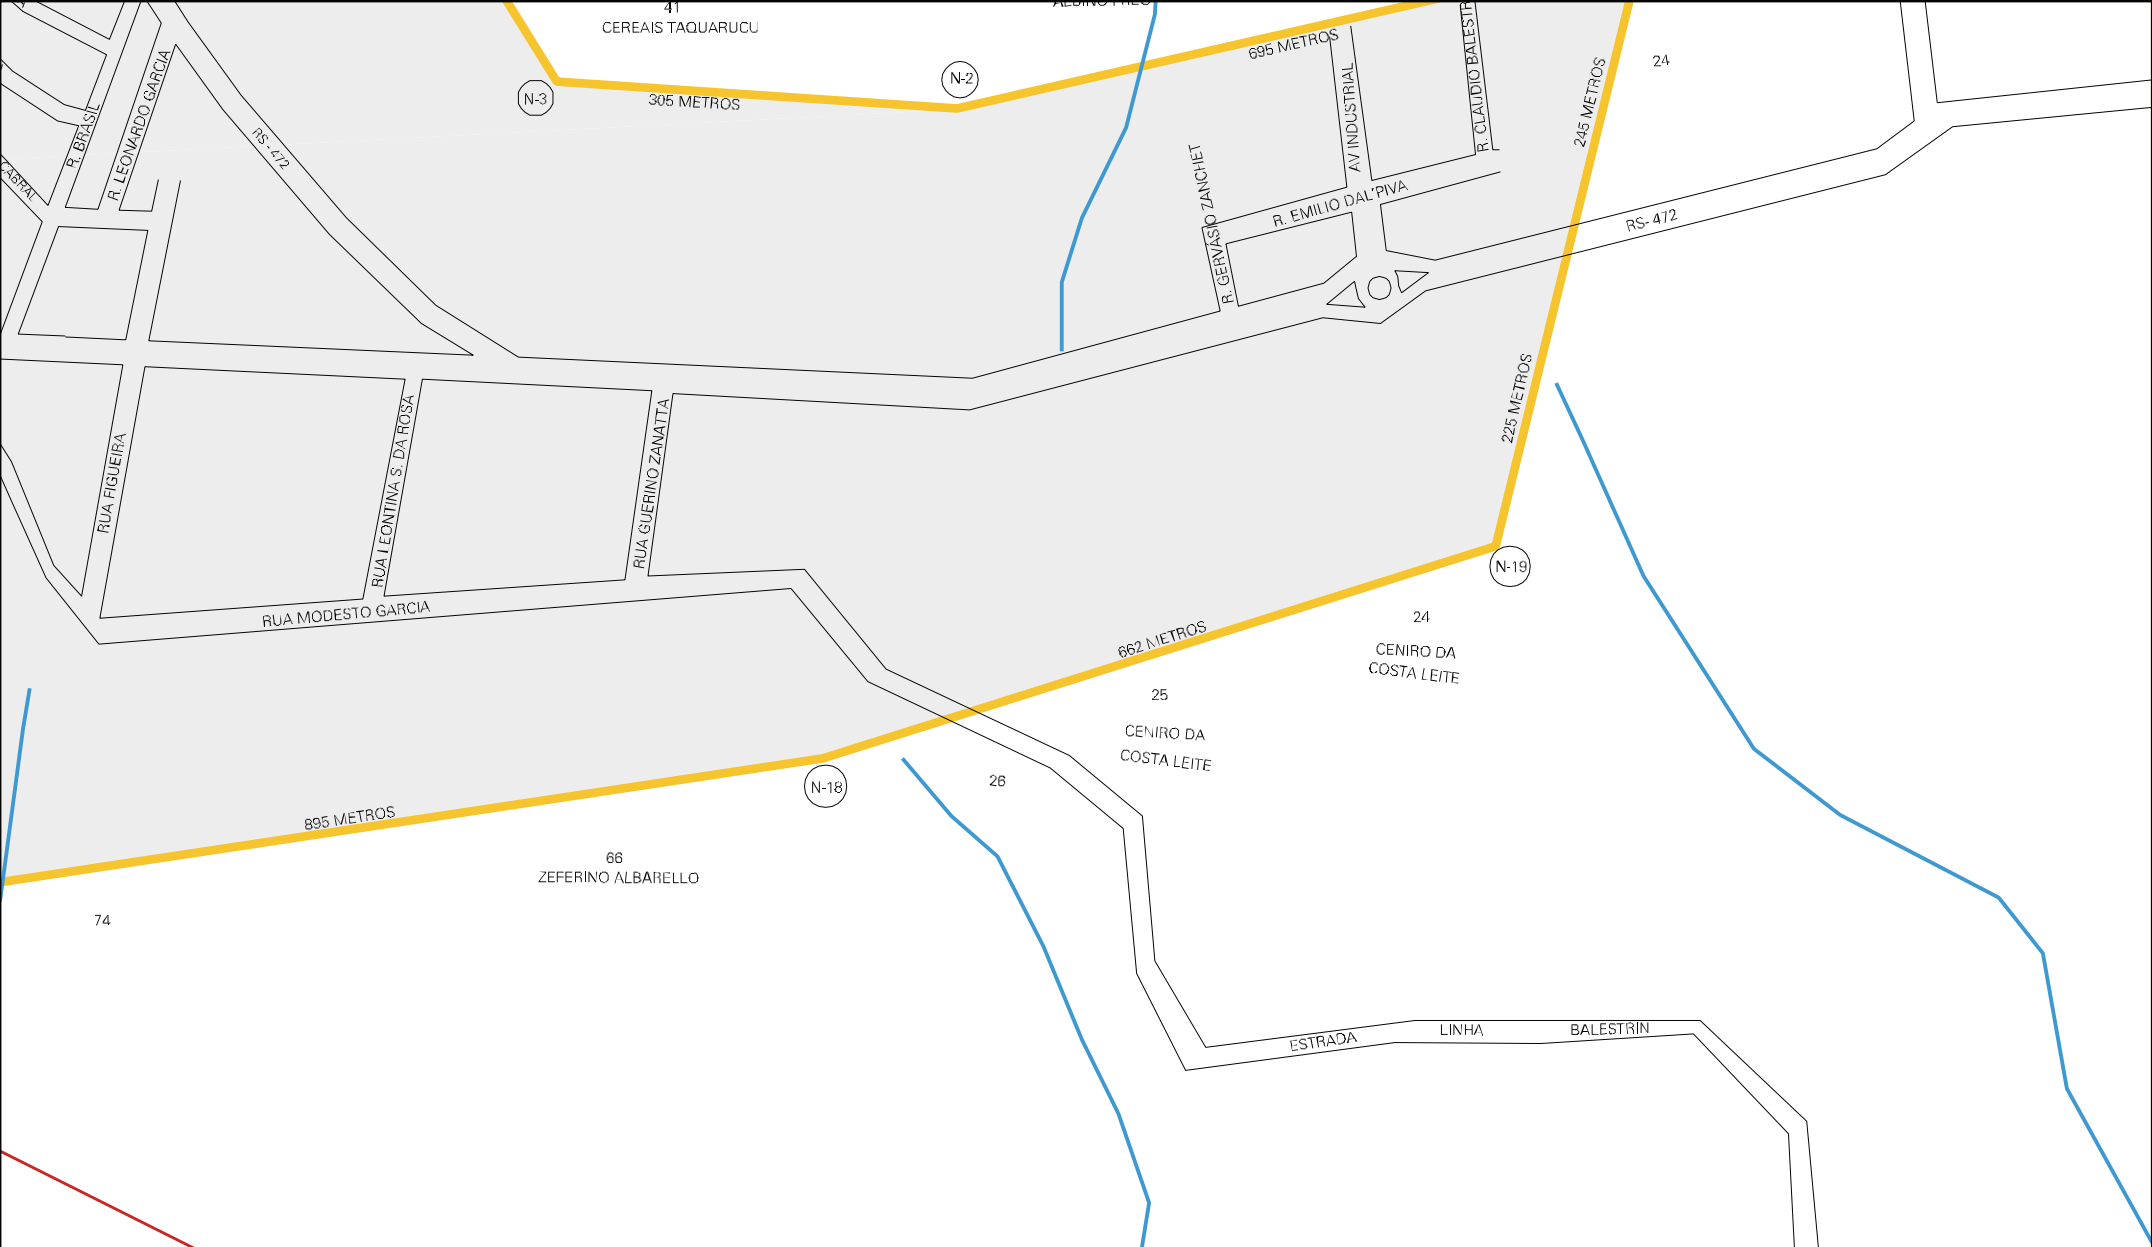 41
CEREAIS TAQUARUCU
695 METROS
N-3
305 METROS
N-2
24
245 METROS
R. BRASIL
R. LEONARDO GARCIA
RS-472
CABRAL
AV INDUSTRIAL
R. CLAUDIO BALESTR
R. GERVASIO ZANCHET
R. EMILIO DAL'PIVA
RS-472
225 METROS
RUA FIGUEIRA
RUA LEONTINA S. DA ROSA
RUA GUERINO ZANATTA
RUA MODESTO GARCIA
N-19
662 METROS
24
CENIRO DA
COSTA LEITE
25
CENIRO DA
COSTA LEITE
N-18
26
895 METROS
66
ZEFERINO ALBARELLO
74
ESTRADA LINHA BALESTRIN